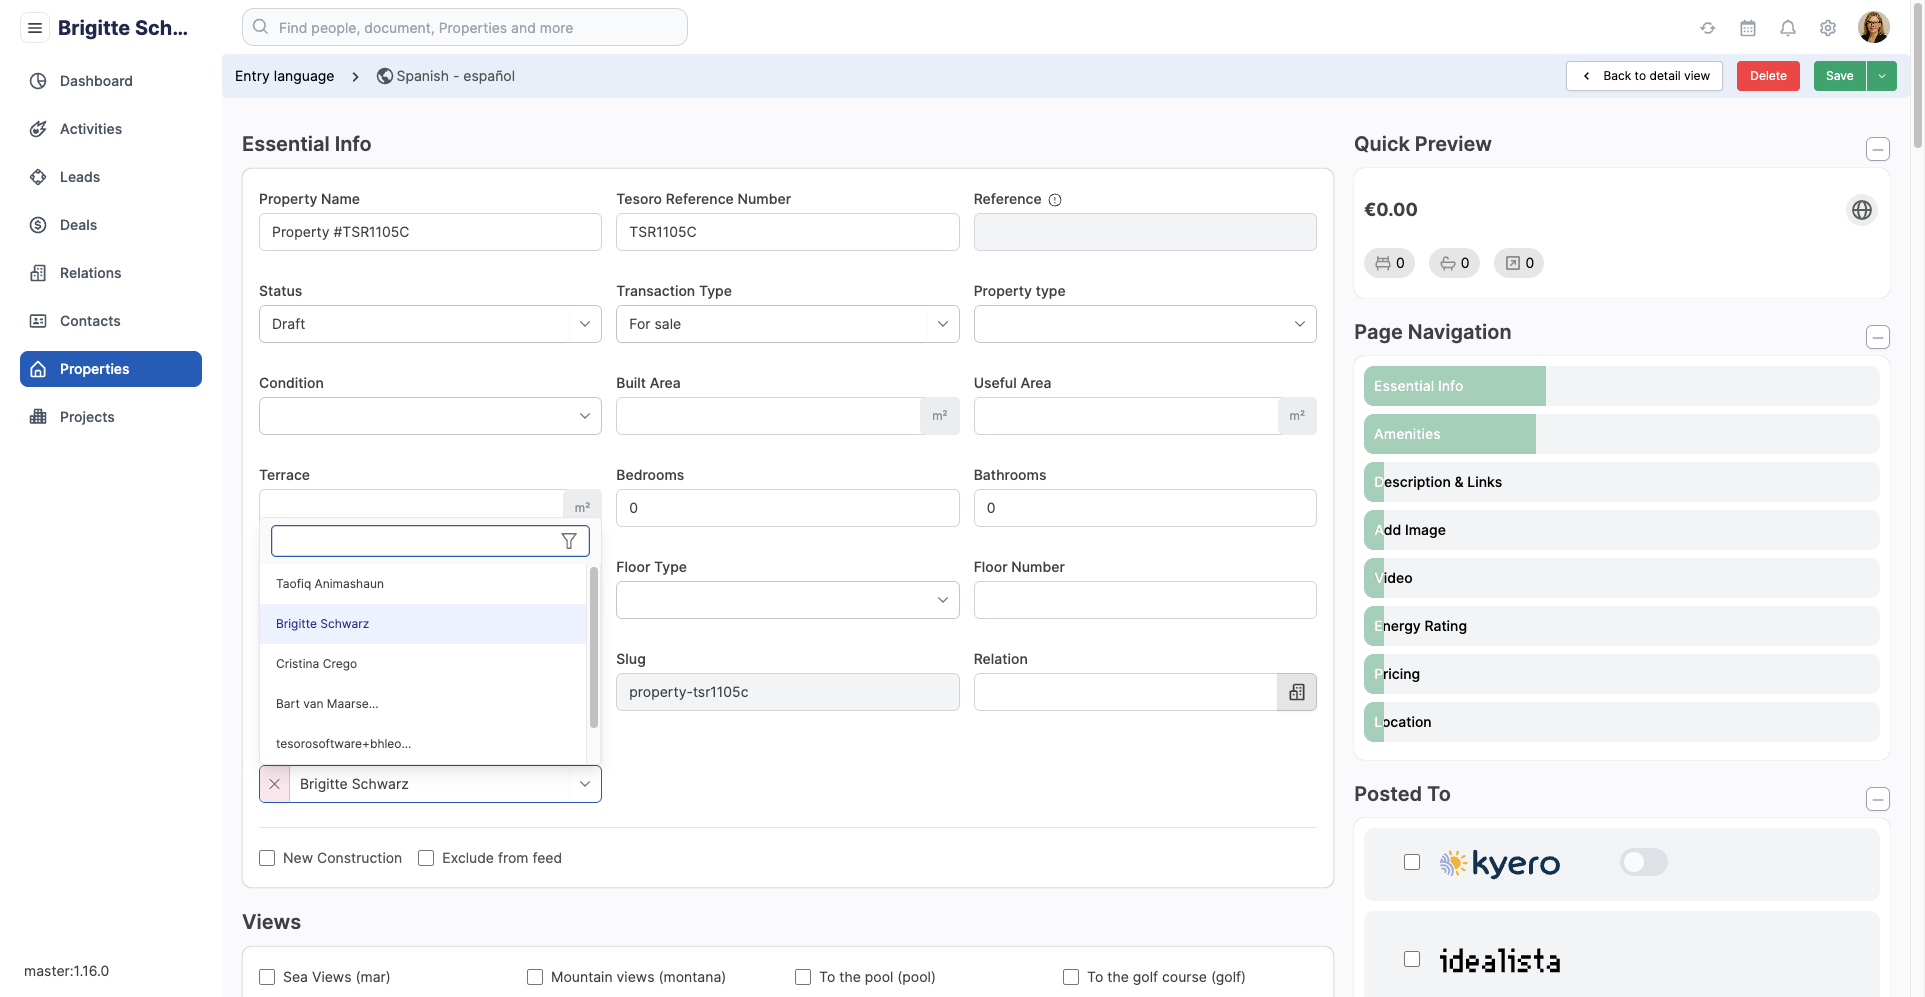 Brigitte Sch...
Find people, document, Properties and more
Dashboard
Activities
Leads
Deals
Relations
Contacts
Properties
Projects
master:1.16.0
Entry language
Spanish - español
Back to detail view
Delete
Save
Essential Info
Property Name
Tesoro Reference Number
Reference
Property #TSR1105C
TSR1105C
Status
Transaction Type
Property type
Draft
For sale
Condition
Built Area
Useful Area
m²
m²
Terrace
Bedrooms
Bathrooms
m²
0
0
Taofiq Animashaun
Brigitte Schwarz
Cristina Crego
Bart van Maarse...
tesorosoftware+bhleo...
Floor Type
Floor Number
Slug
Relation
property-tsr1105c
Brigitte Schwarz
New Construction
Exclude from feed
Views
Sea Views (mar)
Mountain views (montana)
To the pool (pool)
To the golf course (golf)
Quick Preview
€0.00
0
0
0
Page Navigation
Essential Info
Amenities
Description & Links
Add Image
Video
Energy Rating
Pricing
Location
Posted To
kyero
idealista